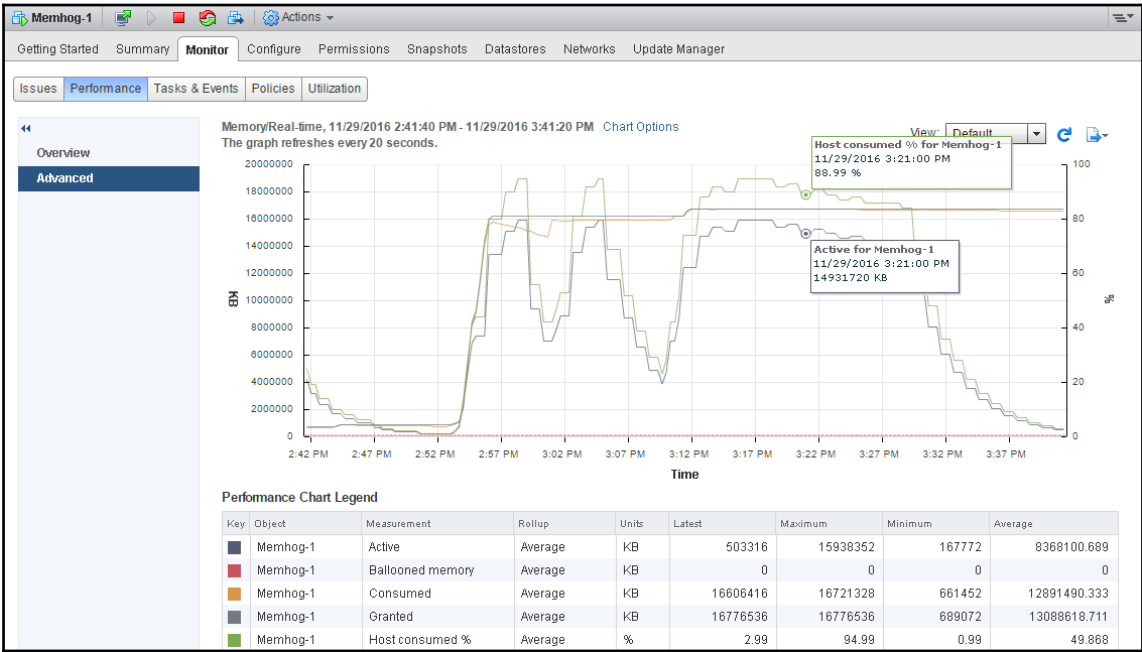 Memhog-1 Actions
Getting Started Summary Monitor Configure Permissions Snapshots Datastores Networks Update Manager
Issues Performance Tasks & Events Policies Utilization
Overview
Advanced
Memory/Real-time, 11/29/2016 2:41:40 PM - 11/29/2016 3:41:20 PM Chart Options
The graph refreshes every 20 seconds.
View: Default
Host consumed % for Memhog-1
11/29/2016 3:21:00 PM
88.99 %
Active for Memhog-1
11/29/2016 3:21:00 PM
14931720 KB
20000000
18000000
16000000
14000000
12000000
10000000
8000000
6000000
4000000
2000000
0
KB
100
80
60
40
20
0
%
2:42 PM 2:47 PM 2:52 PM 2:57 PM 3:02 PM 3:07 PM 3:12 PM 3:17 PM 3:22 PM 3:27 PM 3:32 PM 3:37 PM
Time
Performance Chart Legend
Key Object Measurement Rollup Units Latest Maximum Minimum Average
Memhog-1 Active Average KB 503316 15938352 167772 8368100.689
Memhog-1 Ballooned memory Average KB 0 0 0 0
Memhog-1 Consumed Average KB 16606416 16721328 661452 12891490.333
Memhog-1 Granted Average KB 16776536 16776536 689072 13088618.711
Memhog-1 Host consumed % Average % 2.99 94.99 0.99 49.868